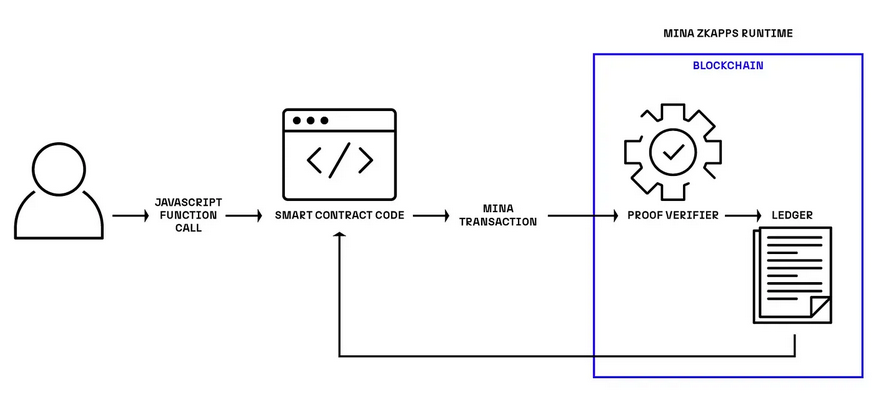 MINA ZKAPPS RUNTIME
BLOCKCHAIN
</>
JAVASCRIPT
FUNCTION
CALL
SMART CONTRACT CODE
MINA
TRANSACTION
PROOF VERIFIER
LEDGER